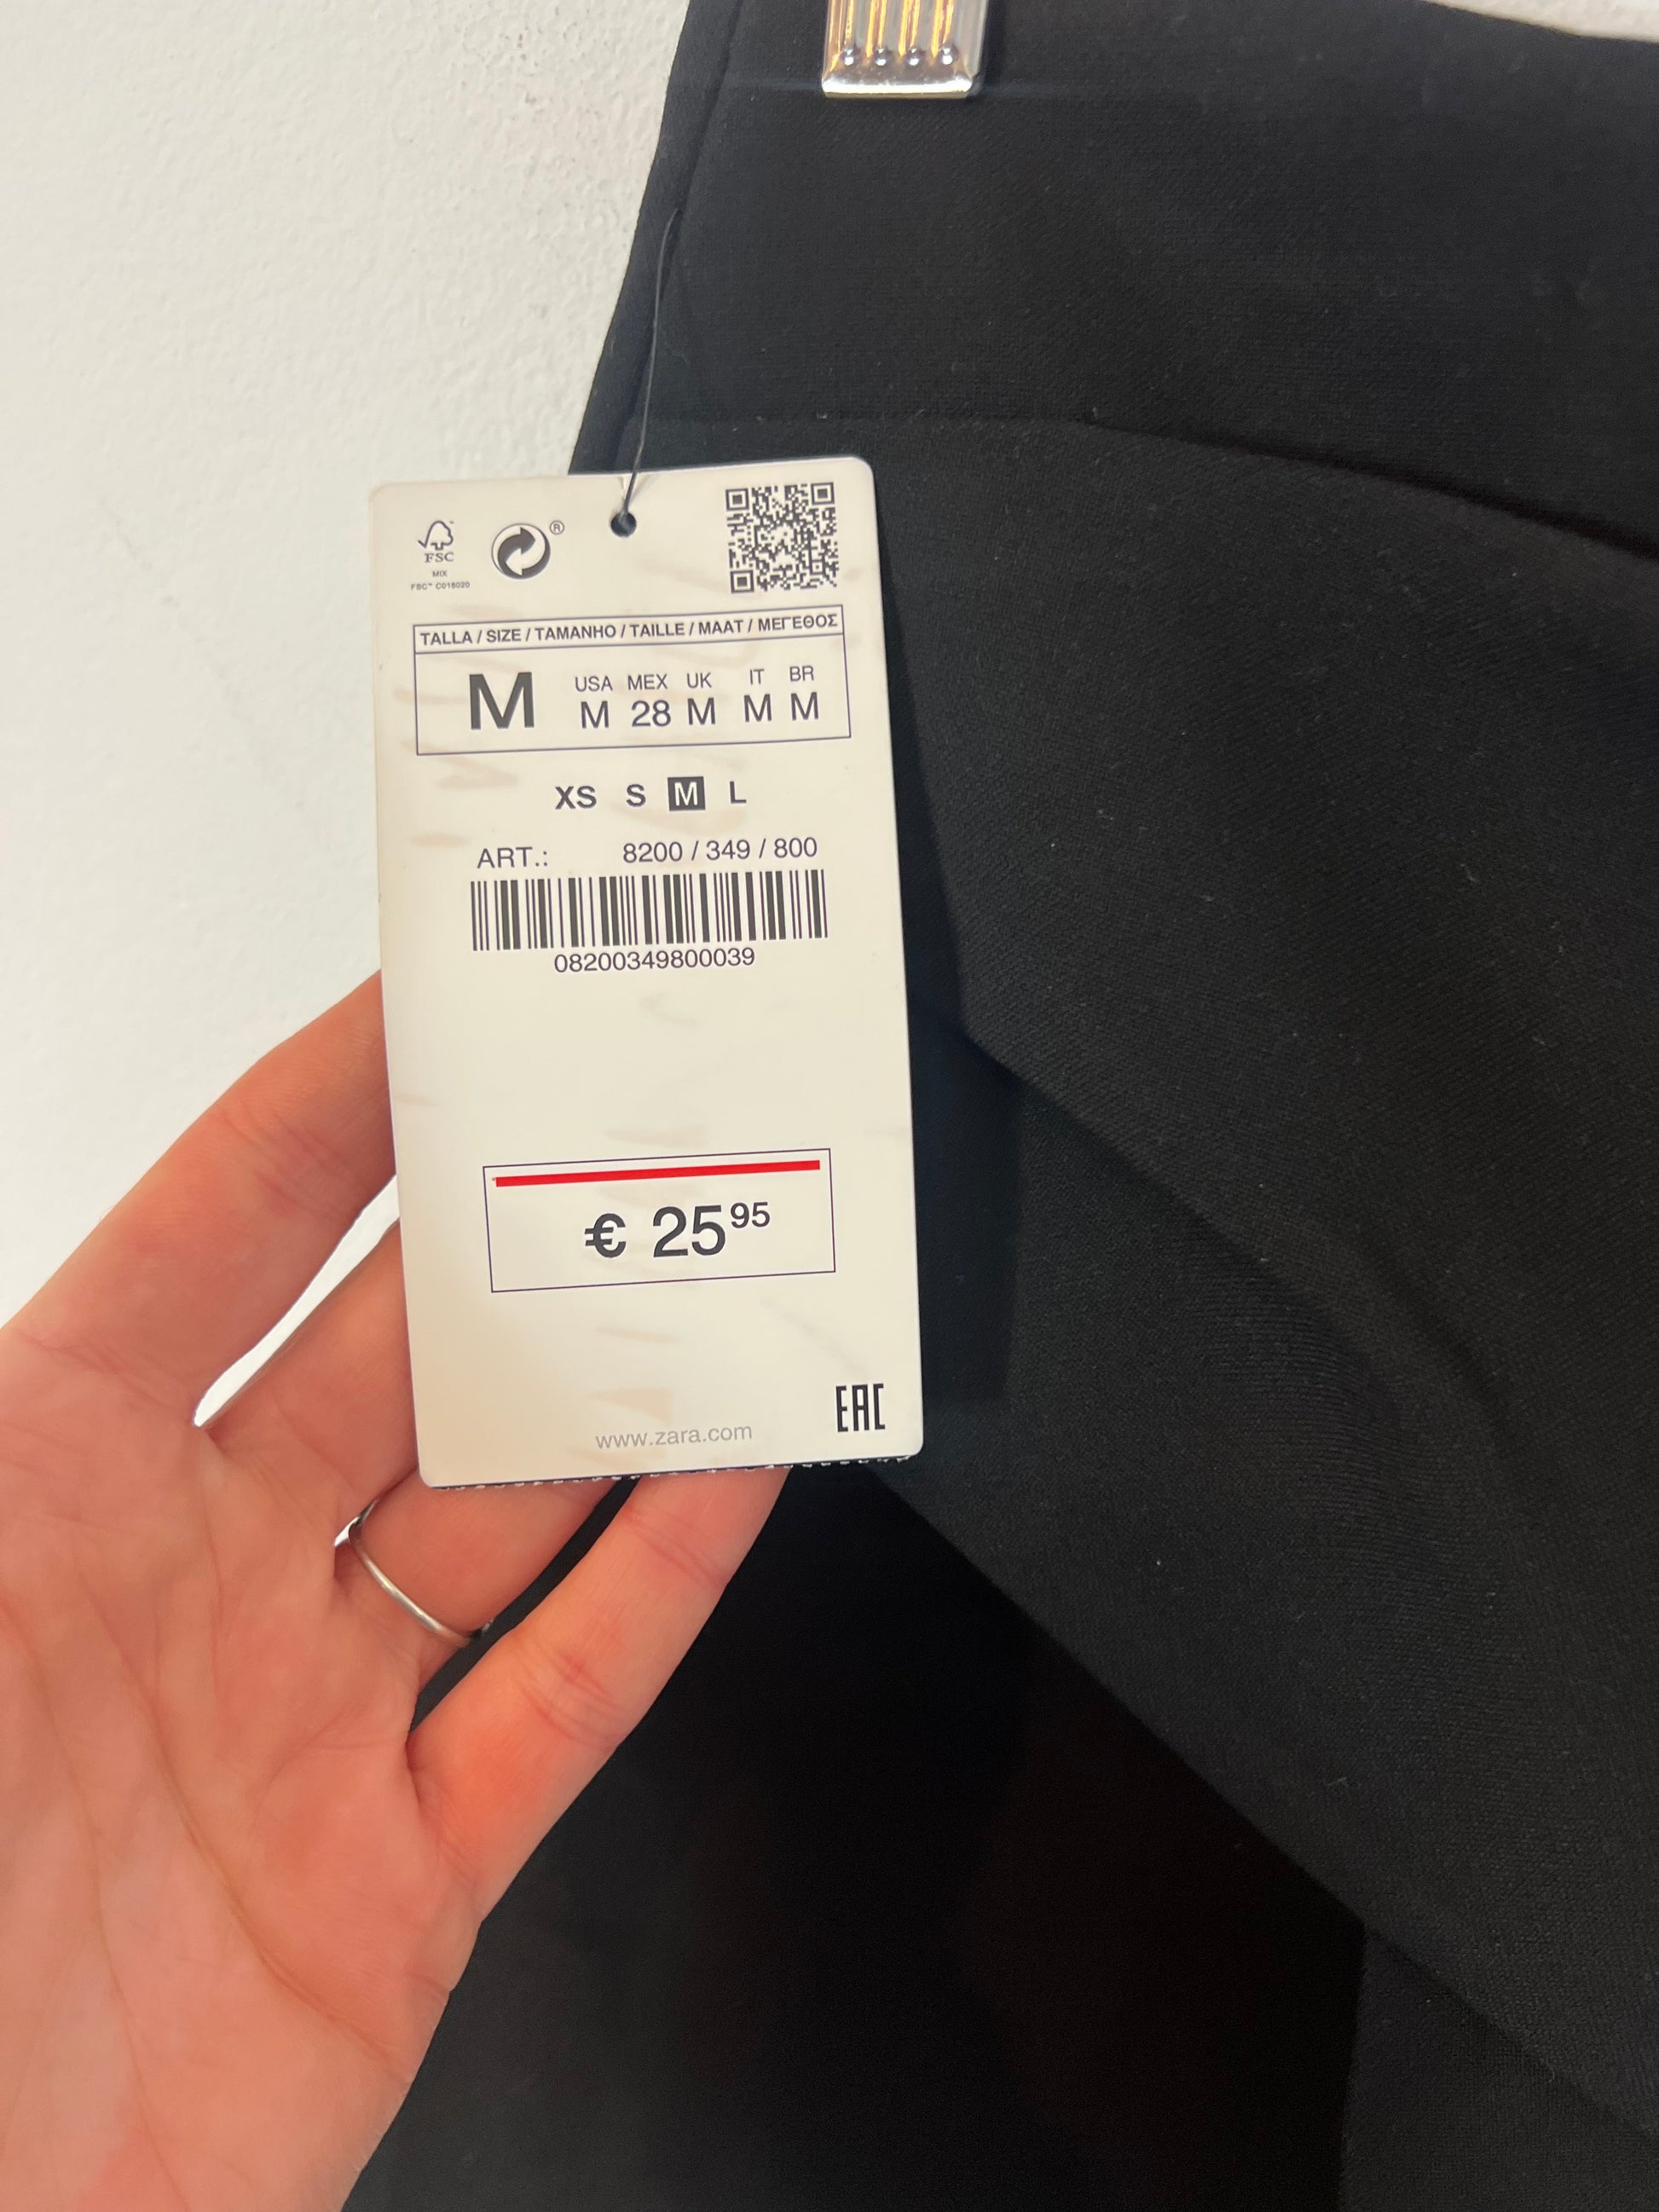 FSC
MIX
FSC™ C016020
®
TALLA / SIZE / TAMANHO / TAILLE / MAAT / ΜΕΓΕΘΟΣ
M
USA MEX UK IT BR
M 28 M M M
XS S M L
ART.: 8200 / 349 / 800
08200349800039
€ 25 95
www.zara.com
EAC